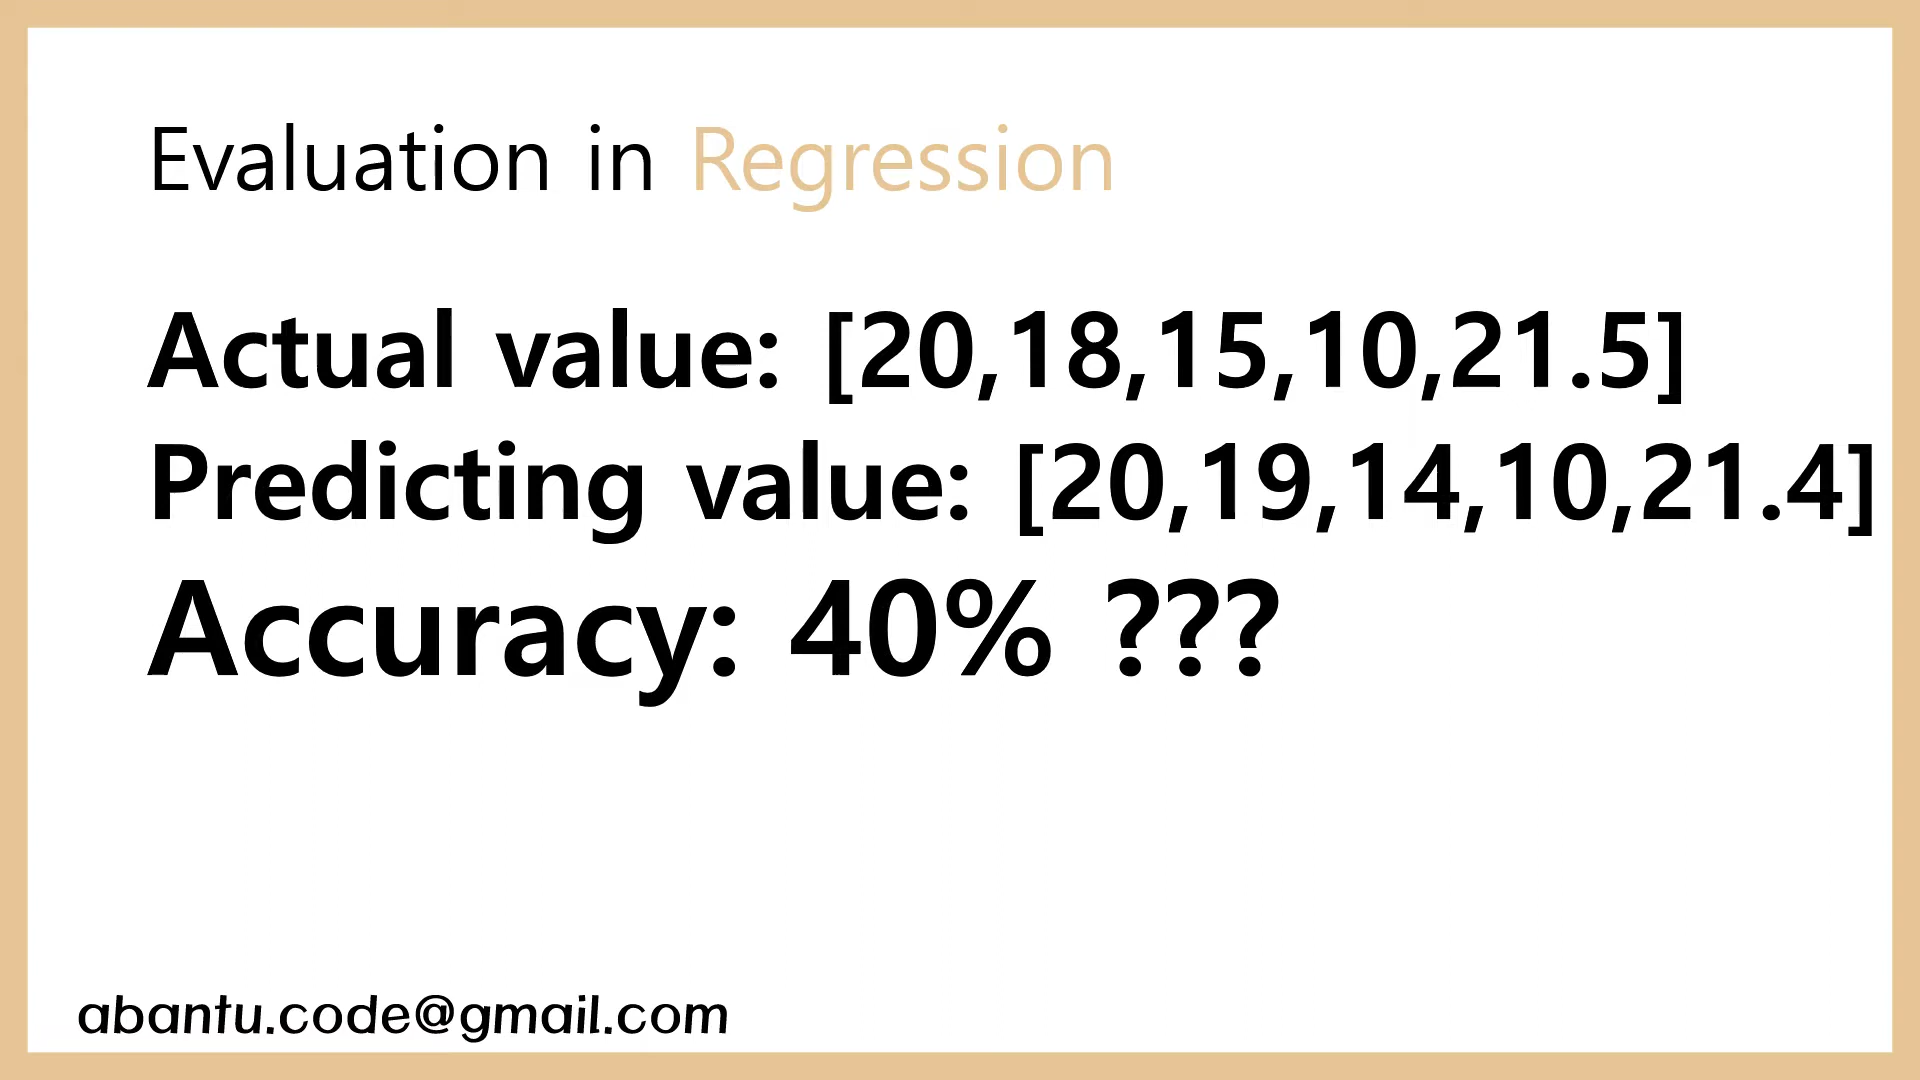 Evaluation in Regression
Actual value: [20,18,15,10,21.5]
Predicting value: [20,19,14,10,21.4]
Accuracy: 40% ???
abantu.code@gmail.com